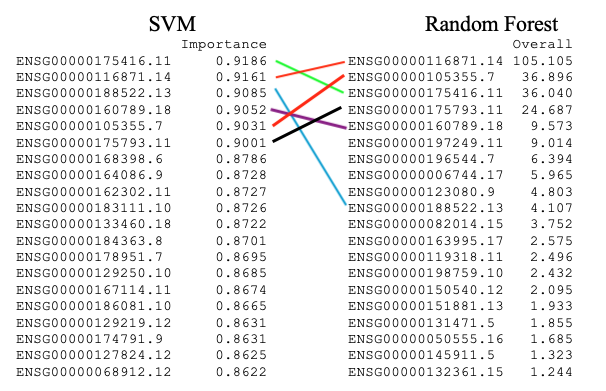 SVM Random Forest
Importance Overall
ENSG00000175416.11 0.9186 ENSG00000116871.14 105.105
ENSG00000116871.14 0.9161 ENSG00000105355.7 36.896
ENSG00000188522.13 0.9085 ENSG00000175416.11 36.040
ENSG00000160789.18 0.9052 ENSG00000175793.11 24.687
ENSG00000105355.7 0.9031 ENSG00000160789.18 9.573
ENSG00000175793.11 0.9001 ENSG00000197249.11 9.014
ENSG00000168398.6 0.8786 ENSG00000196544.7 6.394
ENSG00000164086.9 0.8728 ENSG00000006744.17 5.965
ENSG00000162302.11 0.8727 ENSG00000123080.9 4.803
ENSG00000183111.10 0.8726 ENSG00000188522.13 4.107
ENSG00000133460.18 0.8722 ENSG00000082014.15 3.752
ENSG00000184363.8 0.8701 ENSG00000163995.17 2.575
ENSG00000178951.7 0.8695 ENSG00000119318.11 2.496
ENSG00000129250.10 0.8685 ENSG00000198759.10 2.432
ENSG00000167114.11 0.8674 ENSG00000150540.12 2.095
ENSG00000186081.10 0.8665 ENSG00000151881.13 1.933
ENSG00000129219.12 0.8631 ENSG00000131471.5 1.855
ENSG00000174791.9 0.8631 ENSG00000050555.16 1.685
ENSG00000127824.12 0.8625 ENSG00000145911.5 1.323
ENSG00000068912.12 0.8622 ENSG00000132361.15 1.244